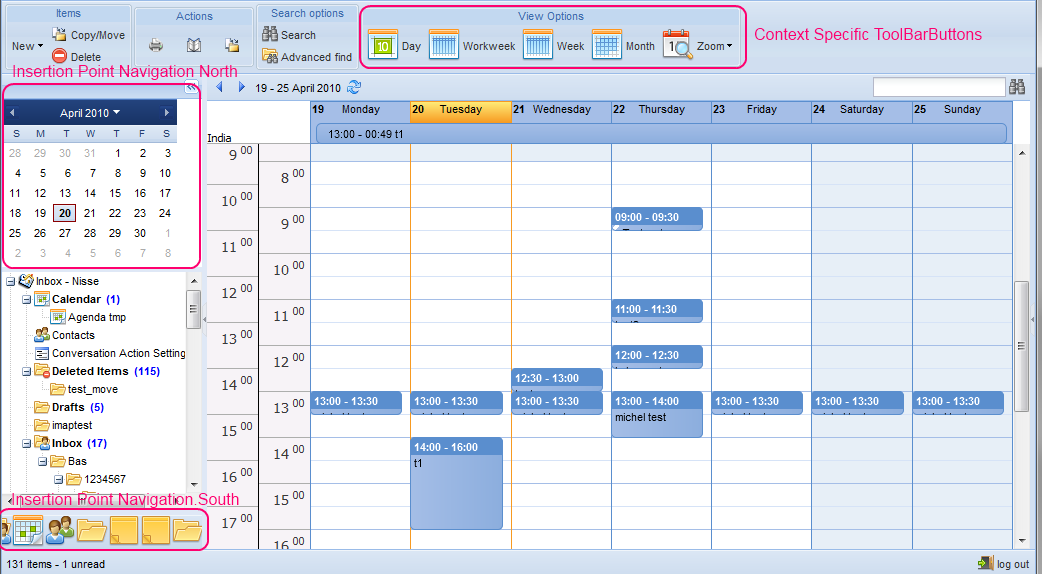 Items
Actions
Search options
View Options
New
Copy/Move
Delete
Search
Advanced find
Day
Workweek
Week
Month
Zoom
Context Specific ToolBarButtons
Insertion Point Navigation North
19 - 25 April 2010
April 2010
S M T W T F S
28 29 30 31 1 2 3
4 5 6 7 8 9 10
11 12 13 14 15 16 17
18 19 20 21 22 23 24
25 26 27 28 29 30 1
2 3 4 5 6 7 8
19 Monday
20 Tuesday
21 Wednesday
22 Thursday
23 Friday
24 Saturday
25 Sunday
India
13:00 - 00:49 t1
9 00
8 00
10 00
9 00
11 00
10 00
12 00
11 00
13 00
12 00
14 00
13 00
15 00
14 00
16 00
15 00
17 00
16 00
09:00 - 09:30
11:00 - 11:30
12:00 - 12:30
12:30 - 13:00
13:00 - 13:30
13:00 - 13:30
13:00 - 13:30
13:00 - 14:00
michel test
13:00 - 13:30
13:00 - 13:30
13:00 - 13:30
14:00 - 16:00
t1
Inbox - Nisse
Calendar (1)
Agenda tmp
Contacts
Conversation Action Setting
Deleted Items (115)
test_move
Drafts (5)
imaptest
Inbox (17)
Bas
1234567
Insertion Point Navigation.South
131 items - 1 unread
log out